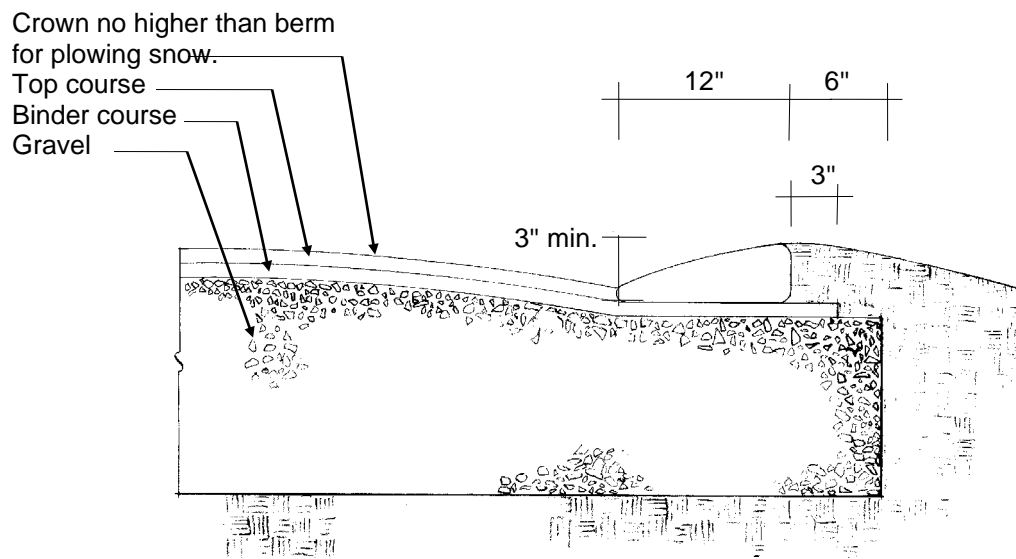 Crown no higher than berm
for plowing snow.
Top course
Binder course
Gravel
12"
6"
3"
3" min.